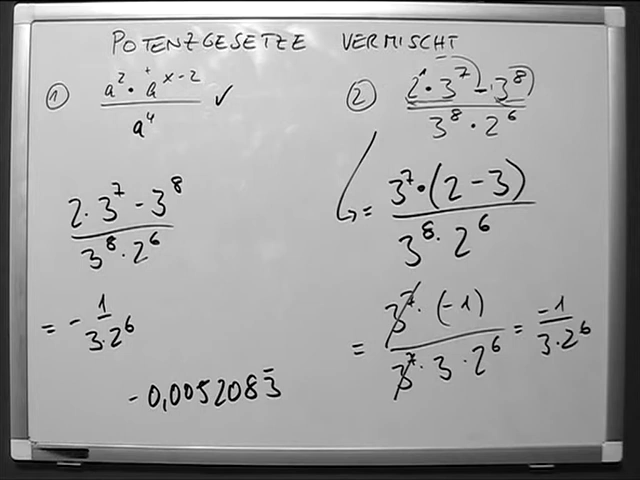 POTENZGESETZE VERMISCHT
① a² · a^(x-2) / a⁴ ✓
2 · 3⁷ - 3⁸ / 3⁸ · 2⁶
= - 1 / 3 · 2⁶
- 0,0052083̅
② 2 · 3⁷ - 3⁸ / 3⁸ · 2⁶
= 3⁷ · (2 - 3) / 3⁸ · 2⁶
= 3⁷ · (-1) / 3⁷ · 3 · 2⁶ = -1 / 3 · 2⁶